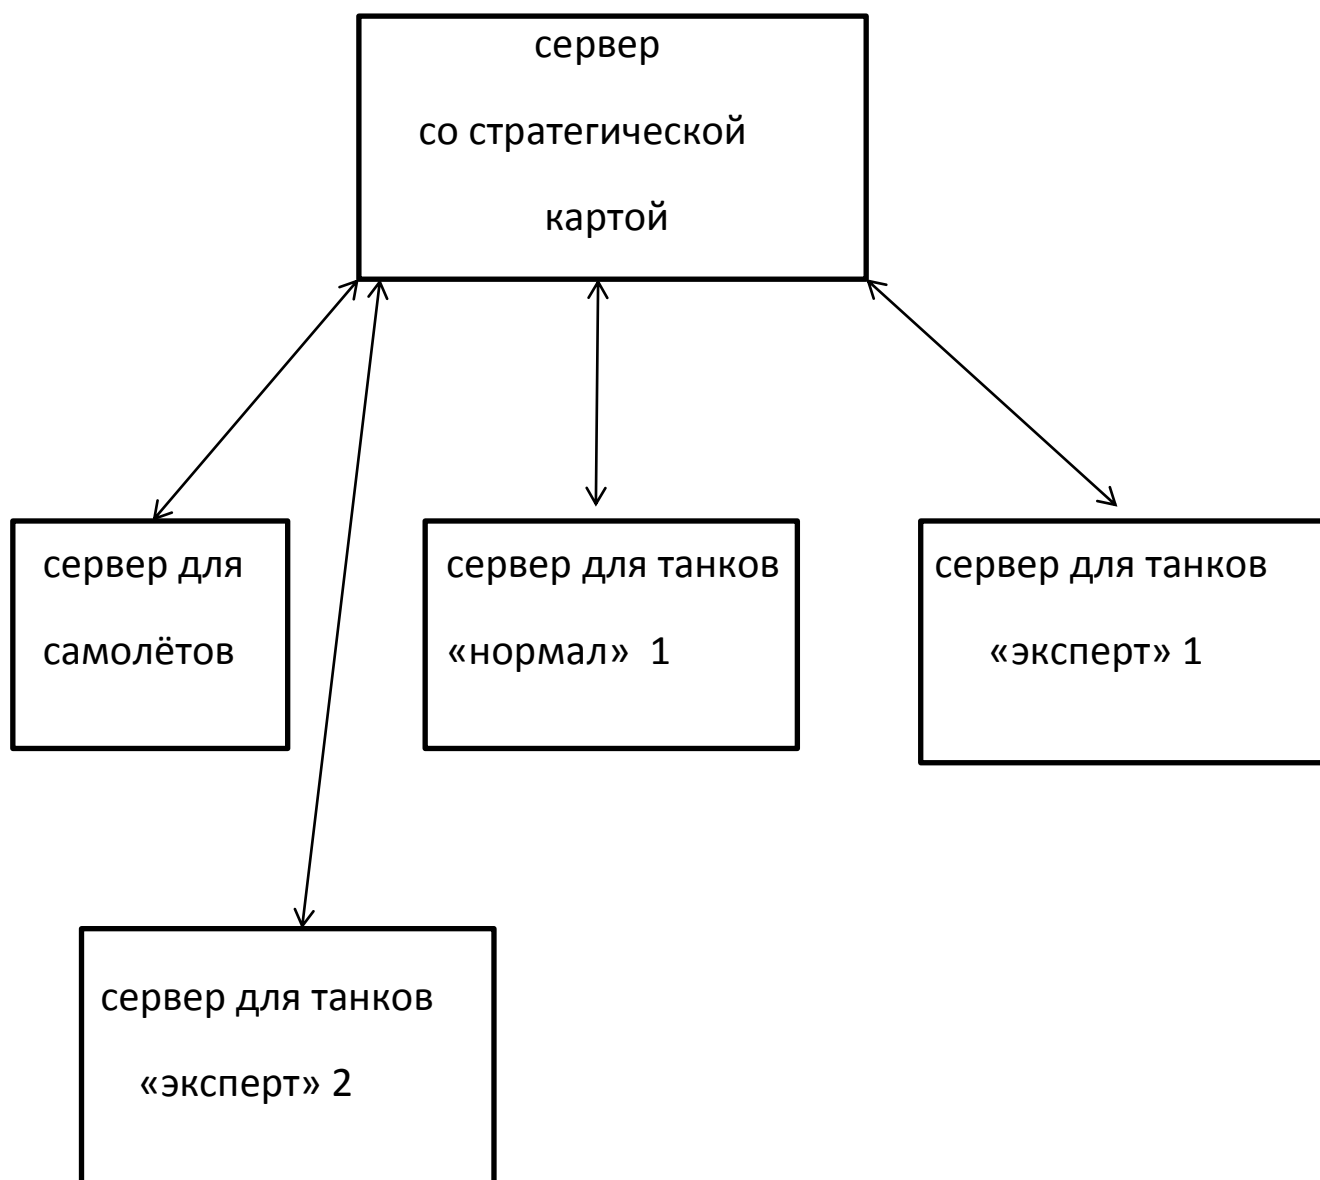 сервер
со стратегической
картой
сервер для
самолётов
сервер для танков
«нормал» 1
сервер для танков
«эксперт» 1
сервер для танков
«эксперт» 2